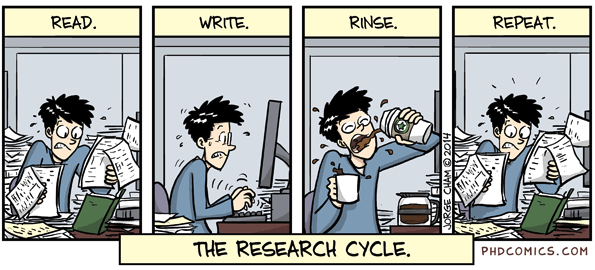 READ.
WRITE.
RINSE.
REPEAT.
JORGE CHAM © 2014
THE RESEARCH CYCLE.
PHDCOMICS.COM